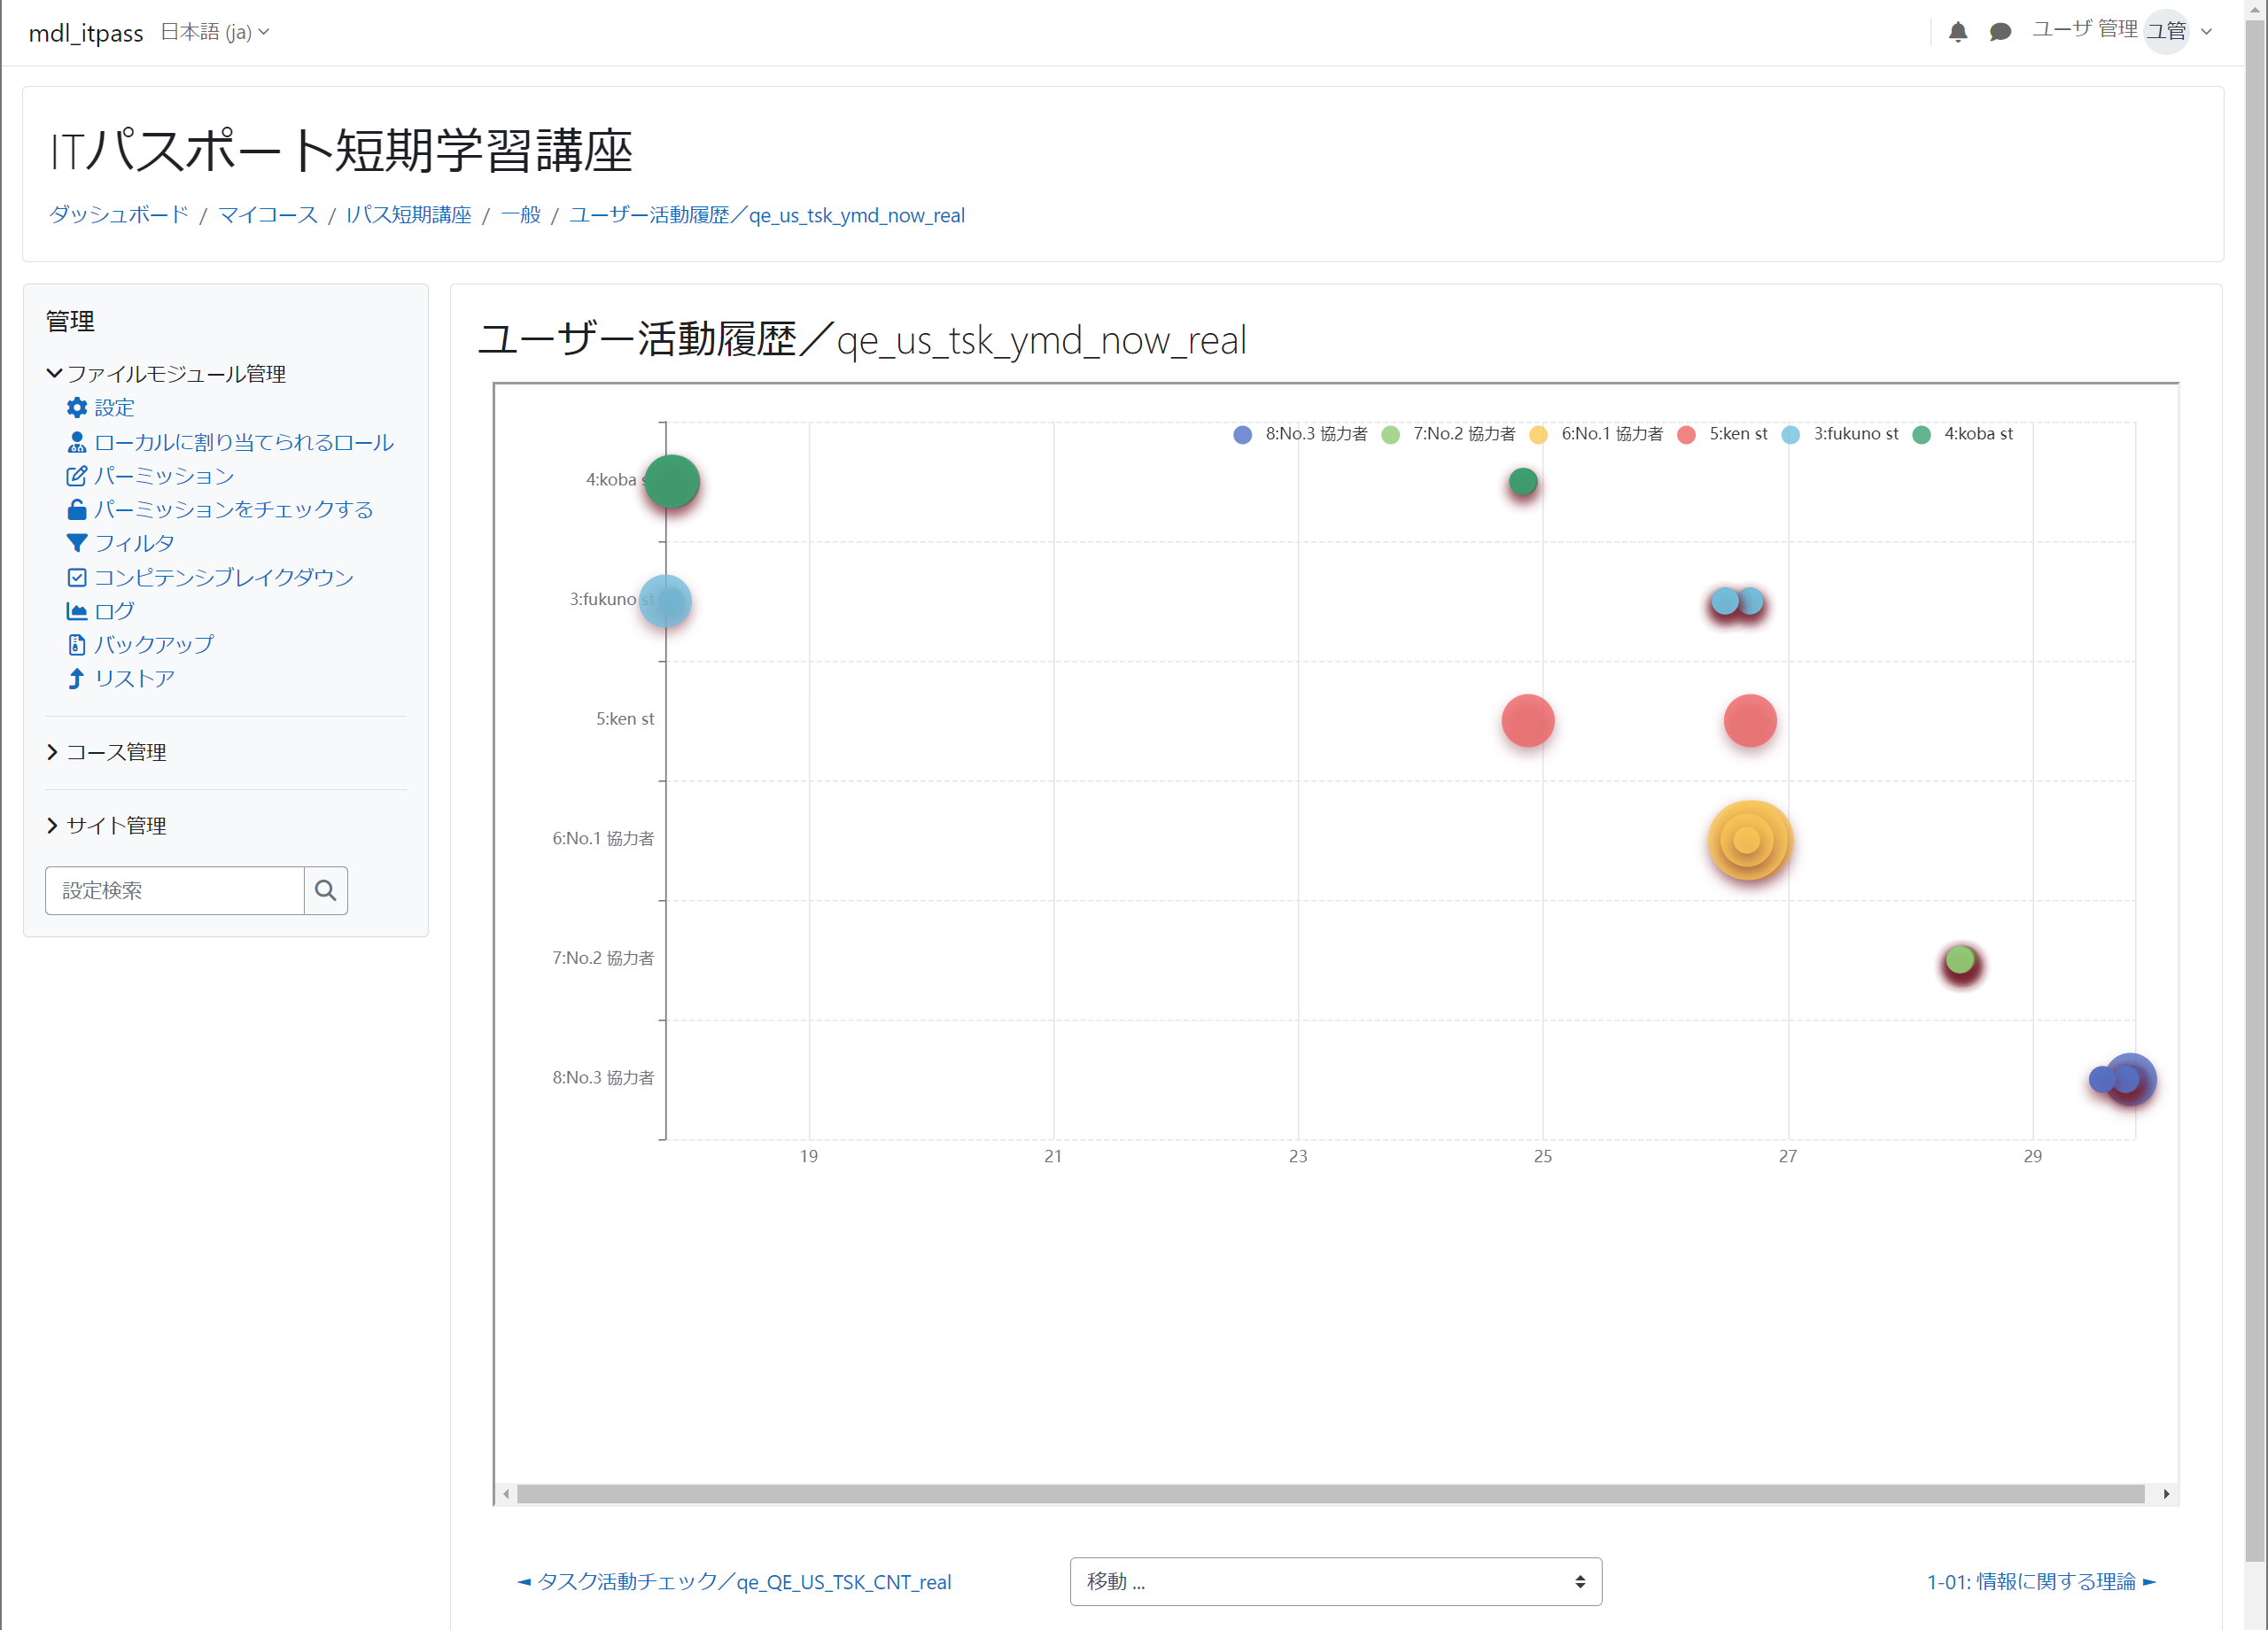 mdl_itpass 日本語 (ja) ユーザ 管理 ユ管
ITパスポート短期学習講座
ダッシュボード / マイコース / Iパス短期講座 / 一般 / ユーザー活動履歴／qe_us_tsk_ymd_now_real
管理
ファイルモジュール管理
設定
ローカルに割り当てられるロール
パーミッション
パーミッションをチェックする
フィルタ
コンピテンシブレイクダウン
ログ
バックアップ
リストア
コース管理
サイト管理
設定検索
ユーザー活動履歴／qe_us_tsk_ymd_now_real
8:No.3 協力者 7:No.2 協力者 6:No.1 協力者 5:ken st 3:fukuno st 4:koba st
4:koba
3:fukuno st
5:ken st
6:No.1 協力者
7:No.2 協力者
8:No.3 協力者
19 21 23 25 27 29
◄ タスク活動チェック／qe_QE_US_TSK_CNT_real
移動 ...
1-01: 情報に関する理論 ►